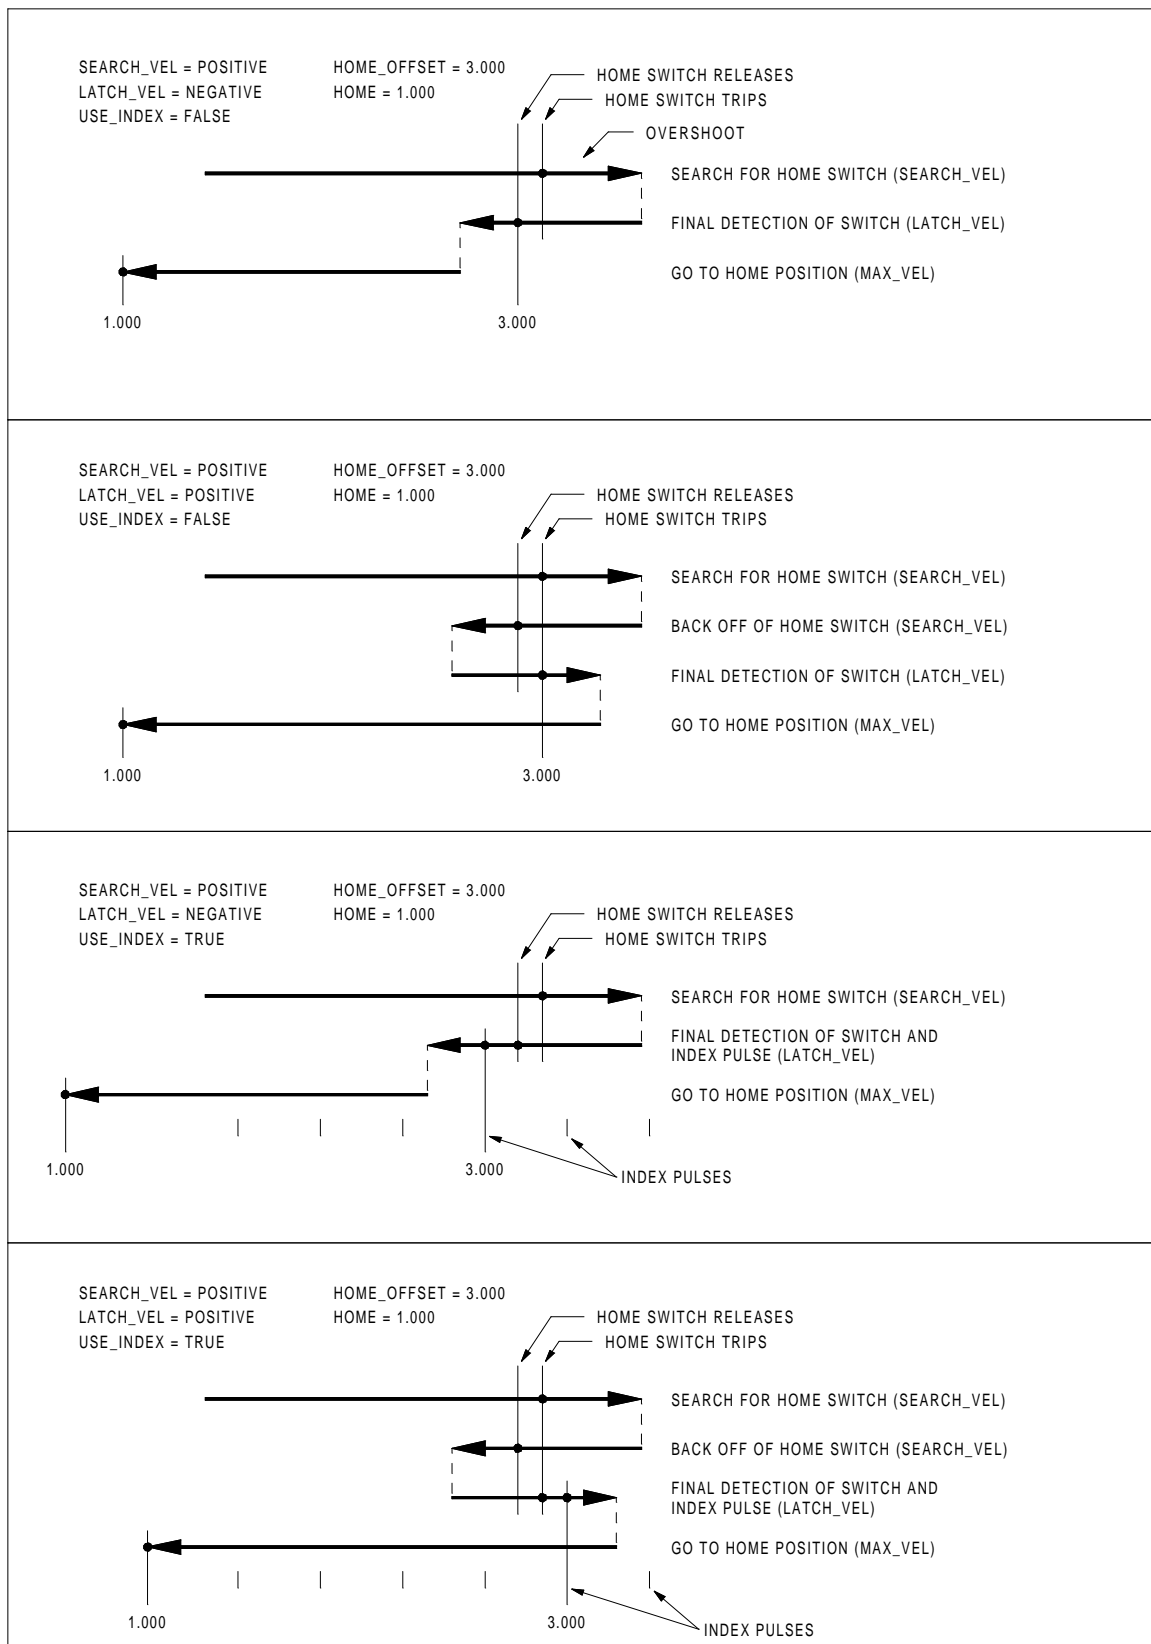 SEARCH_VEL = POSITIVE HOME_OFFSET = 3.000
LATCH_VEL = NEGATIVE HOME = 1.000
USE_INDEX = FALSE
HOME SWITCH RELEASES
HOME SWITCH TRIPS
OVERSHOOT
SEARCH FOR HOME SWITCH (SEARCH_VEL)
FINAL DETECTION OF SWITCH (LATCH_VEL)
GO TO HOME POSITION (MAX_VEL)
1.000 3.000
SEARCH_VEL = POSITIVE HOME_OFFSET = 3.000
LATCH_VEL = POSITIVE HOME = 1.000
USE_INDEX = FALSE
HOME SWITCH RELEASES
HOME SWITCH TRIPS
SEARCH FOR HOME SWITCH (SEARCH_VEL)
BACK OFF OF HOME SWITCH (SEARCH_VEL)
FINAL DETECTION OF SWITCH (LATCH_VEL)
GO TO HOME POSITION (MAX_VEL)
1.000 3.000
SEARCH_VEL = POSITIVE HOME_OFFSET = 3.000
LATCH_VEL = NEGATIVE HOME = 1.000
USE_INDEX = TRUE
HOME SWITCH RELEASES
HOME SWITCH TRIPS
SEARCH FOR HOME SWITCH (SEARCH_VEL)
FINAL DETECTION OF SWITCH AND
INDEX PULSE (LATCH_VEL)
GO TO HOME POSITION (MAX_VEL)
1.000 3.000
INDEX PULSES
SEARCH_VEL = POSITIVE HOME_OFFSET = 3.000
LATCH_VEL = POSITIVE HOME = 1.000
USE_INDEX = TRUE
HOME SWITCH RELEASES
HOME SWITCH TRIPS
SEARCH FOR HOME SWITCH (SEARCH_VEL)
BACK OFF OF HOME SWITCH (SEARCH_VEL)
FINAL DETECTION OF SWITCH AND
INDEX PULSE (LATCH_VEL)
GO TO HOME POSITION (MAX_VEL)
1.000 3.000
INDEX PULSES